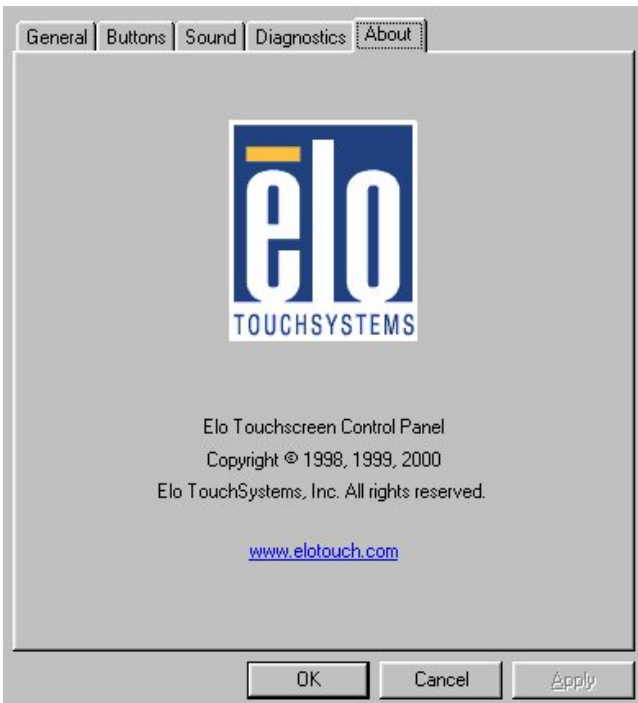 General Buttons Sound Diagnostics About
ēlo
TOUCHSYSTEMS
Elo Touchscreen Control Panel
Copyright © 1998, 1999, 2000
Elo TouchSystems, Inc. All rights reserved.
www.elotouch.com
OK Cancel Apply